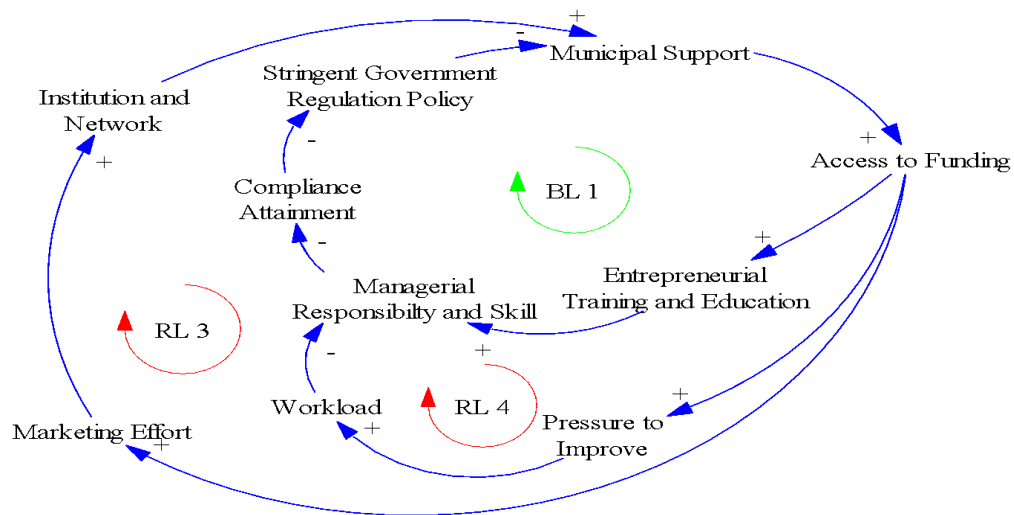 +
-
Municipal Support
Stringent Government
Regulation Policy
Institution and
Network
+
-
+
Access to Funding
Compliance
Attainment
BL 1
-
+
Entrepreneurial
Training and Education
Managerial
Responsibilty and Skill
RL 3
-
+
+
Workload
+
RL 4
Pressure to
Improve
Marketing Effort
+